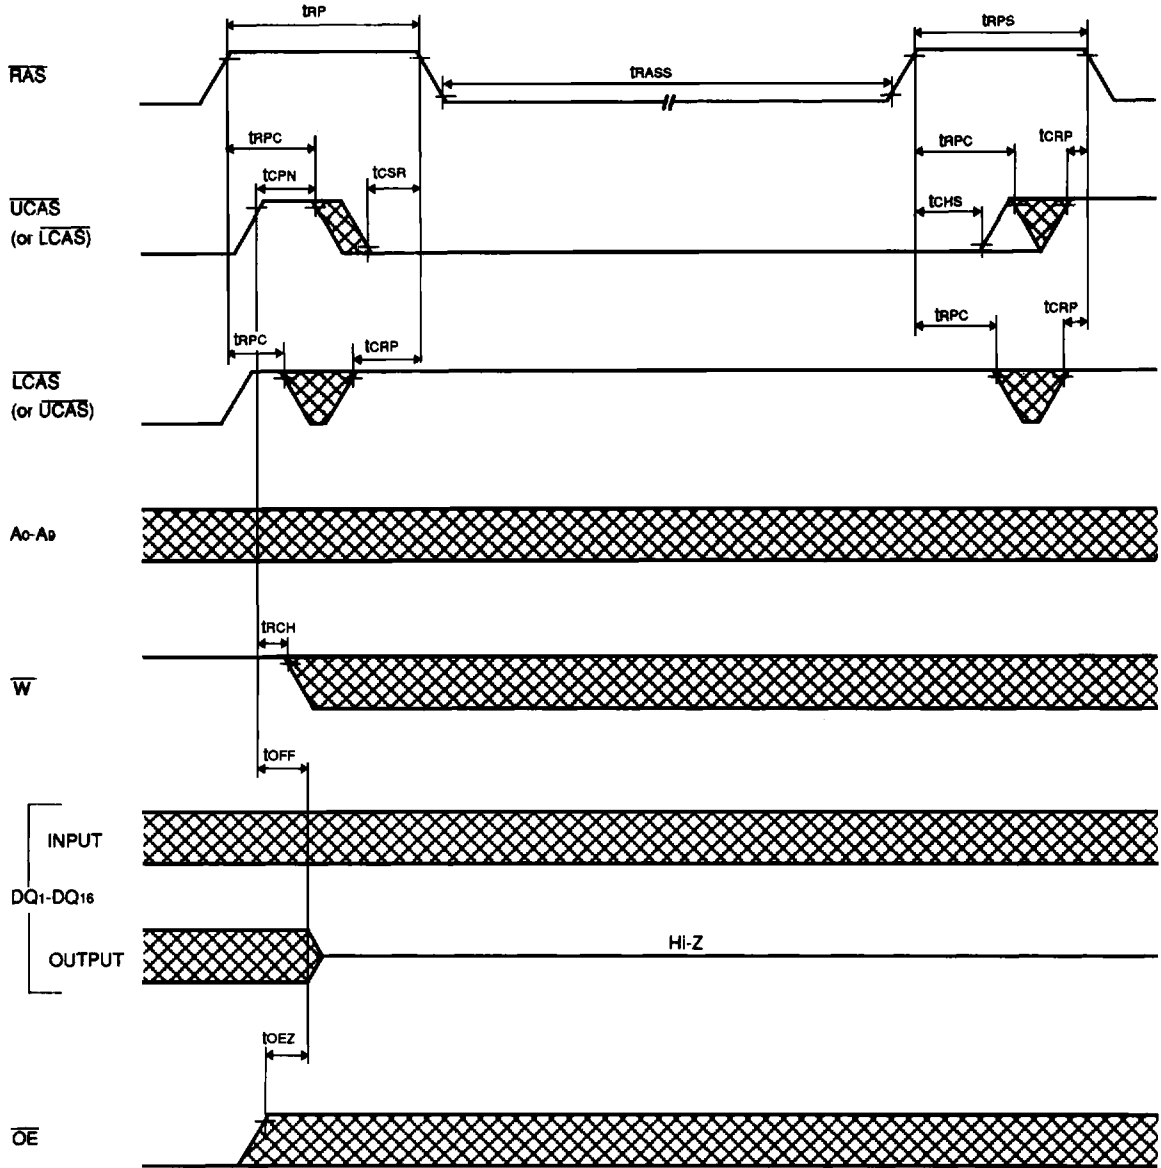 tRP
tRPS
RAS
tRASS
tRPC
tRPC
tCRP
tCPN
tCSR
UCAS
(or LCAS)
tCHS
tRPC
tCRP
tRPC
tCRP
LCAS
(or UCAS)
A0-A9
tRCH
W
tOFF
INPUT
DQ1-DQ16
OUTPUT
Hi-Z
tOEZ
OE